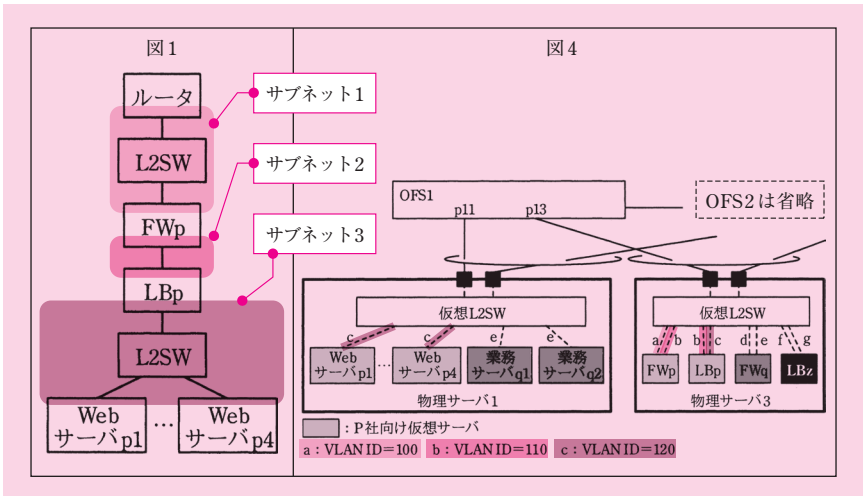 図1
ルータ
サブネット1
L2SW
サブネット2
FWp
サブネット3
LBp
L2SW
Web
サーバp1
…
Web
サーバp4
図4
OFS1
p11
p13
OFS2は省略
仮想L2SW
c
c
e
e
Web
サーバp1
…
Web
サーバp4
業務
サーバq1
業務
サーバq2
物理サーバ1
仮想L2SW
a
b
b
c
d
e
f
g
FWp
LBp
FWq
LBz
物理サーバ3
:P社向け仮想サーバ
a:VLAN ID=100
b:VLAN ID=110
c:VLAN ID=120